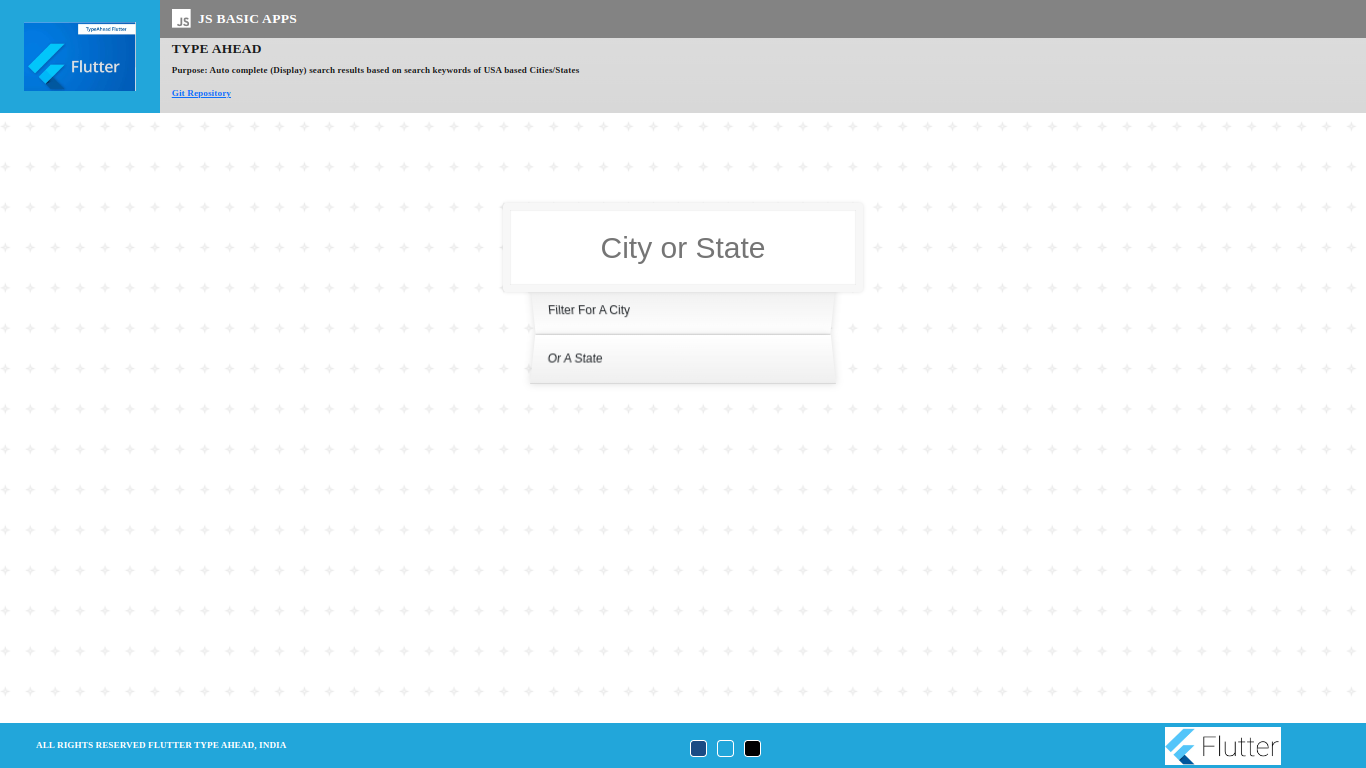 TypeAhead Flutter
Flutter
JS
JS BASIC APPS
TYPE AHEAD
Purpose: Auto complete (Display) search results based on search keywords of USA based Cities/States
Git Repository
City or State
Filter For A City
Or A State
ALL RIGHTS RESERVED FLUTTER TYPE AHEAD, INDIA
Flutter